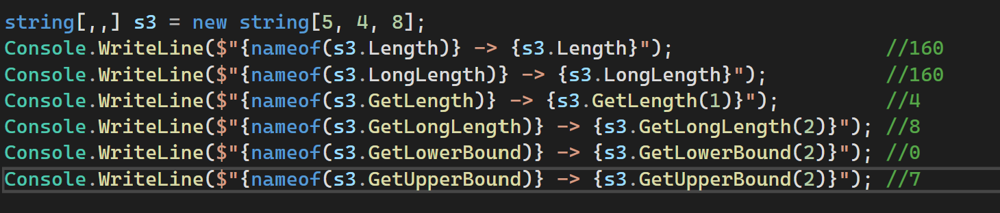 string[,,] s3 = new string[5, 4, 8];
Console.WriteLine($"{nameof(s3.Length)} -> {s3.Length}"); //160
Console.WriteLine($"{nameof(s3.LongLength)} -> {s3.LongLength}"); //160
Console.WriteLine($"{nameof(s3.GetLength)} -> {s3.GetLength(1)}"); //4
Console.WriteLine($"{nameof(s3.GetLongLength)} -> {s3.GetLongLength(2)}"); //8
Console.WriteLine($"{nameof(s3.GetLowerBound)} -> {s3.GetLowerBound(2)}"); //0
Console.WriteLine($"{nameof(s3.GetUpperBound)} -> {s3.GetUpperBound(2)}"); //7